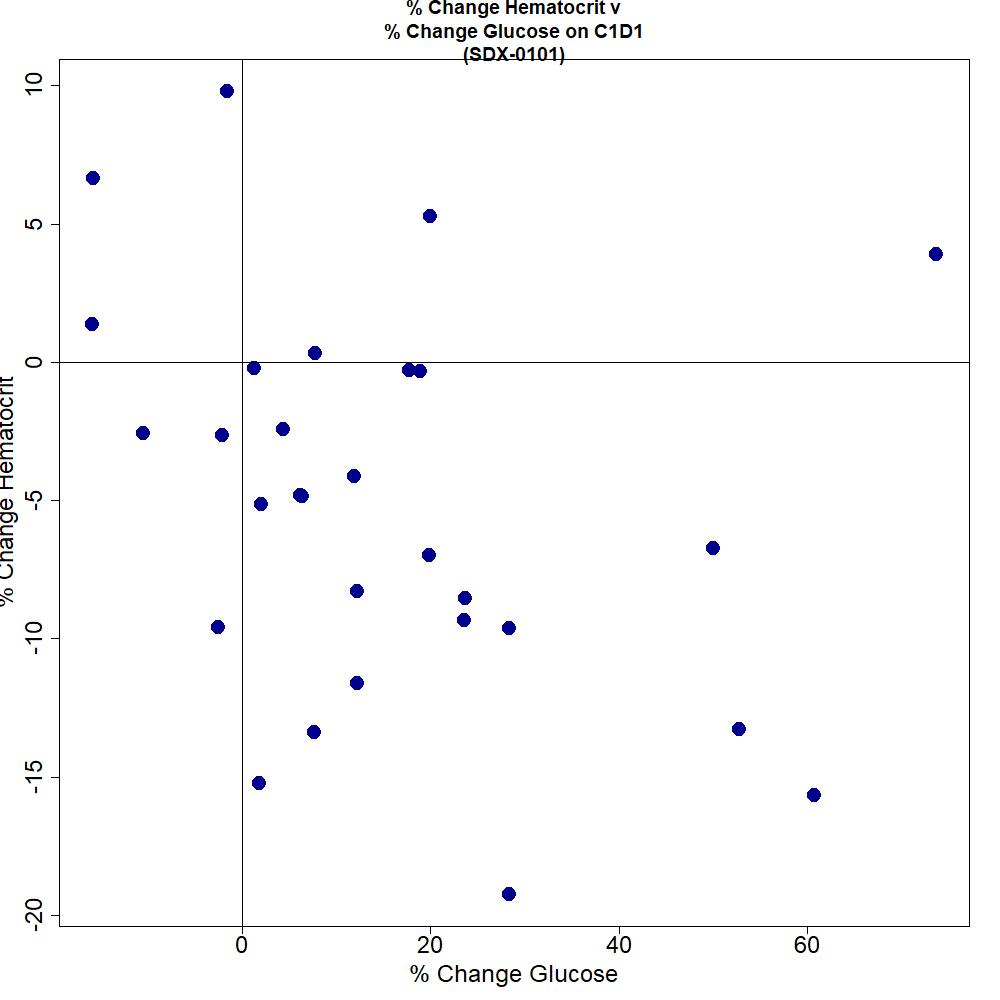 % Change Hematocrit v
% Change Glucose on C1D1
(SDX-0101)
10
5
0
-5
-10
-15
-20
% Change Hematocrit
0
20
40
60
% Change Glucose